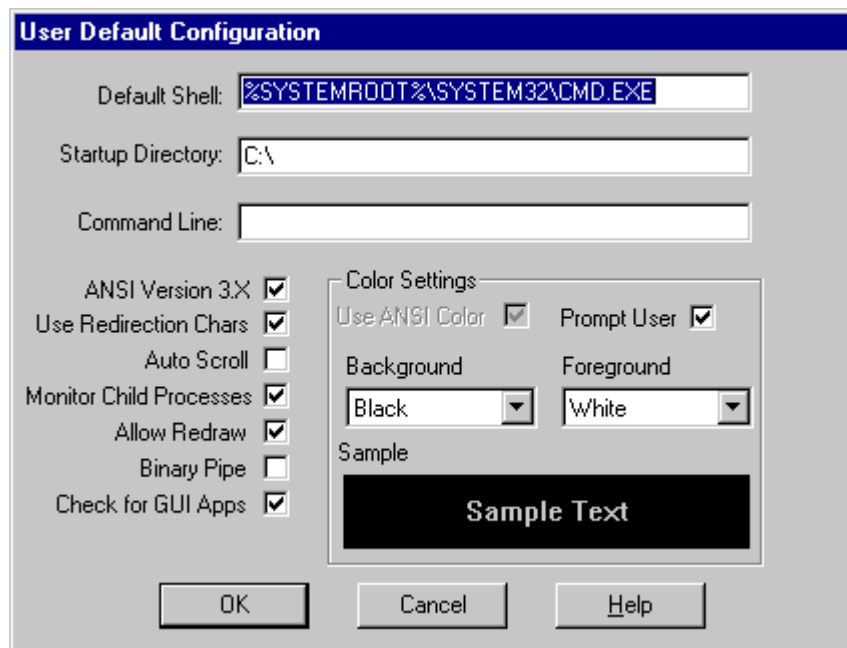 User Default Configuration
Default Shell: %SYSTEMROOT%\SYSTEM32\CMD.EXE
Startup Directory: C:\
Command Line:
ANSI Version 3.X
Use Redirection Chars
Auto Scroll
Monitor Child Processes
Allow Redraw
Binary Pipe
Check for GUI Apps
Color Settings
Use ANSI Color Prompt User
Background Foreground
Black White
Sample
Sample Text
OK Cancel Help